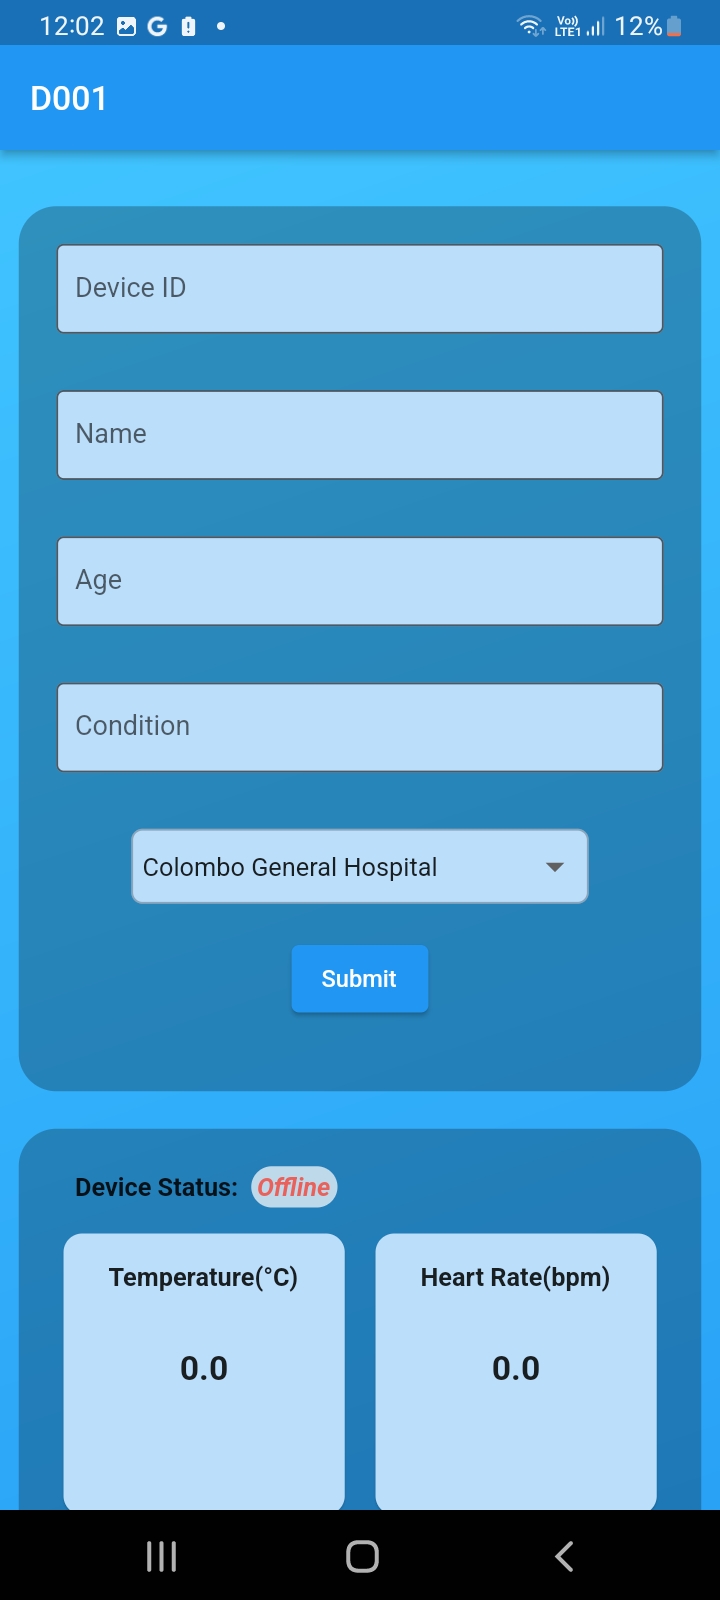 12:02 G Vo)) LTE1 12%
D001
Device ID
Name
Age
Condition
Colombo General Hospital
Submit
Device Status: Offline
Temperature(°C) Heart Rate(bpm)
0.0 0.0